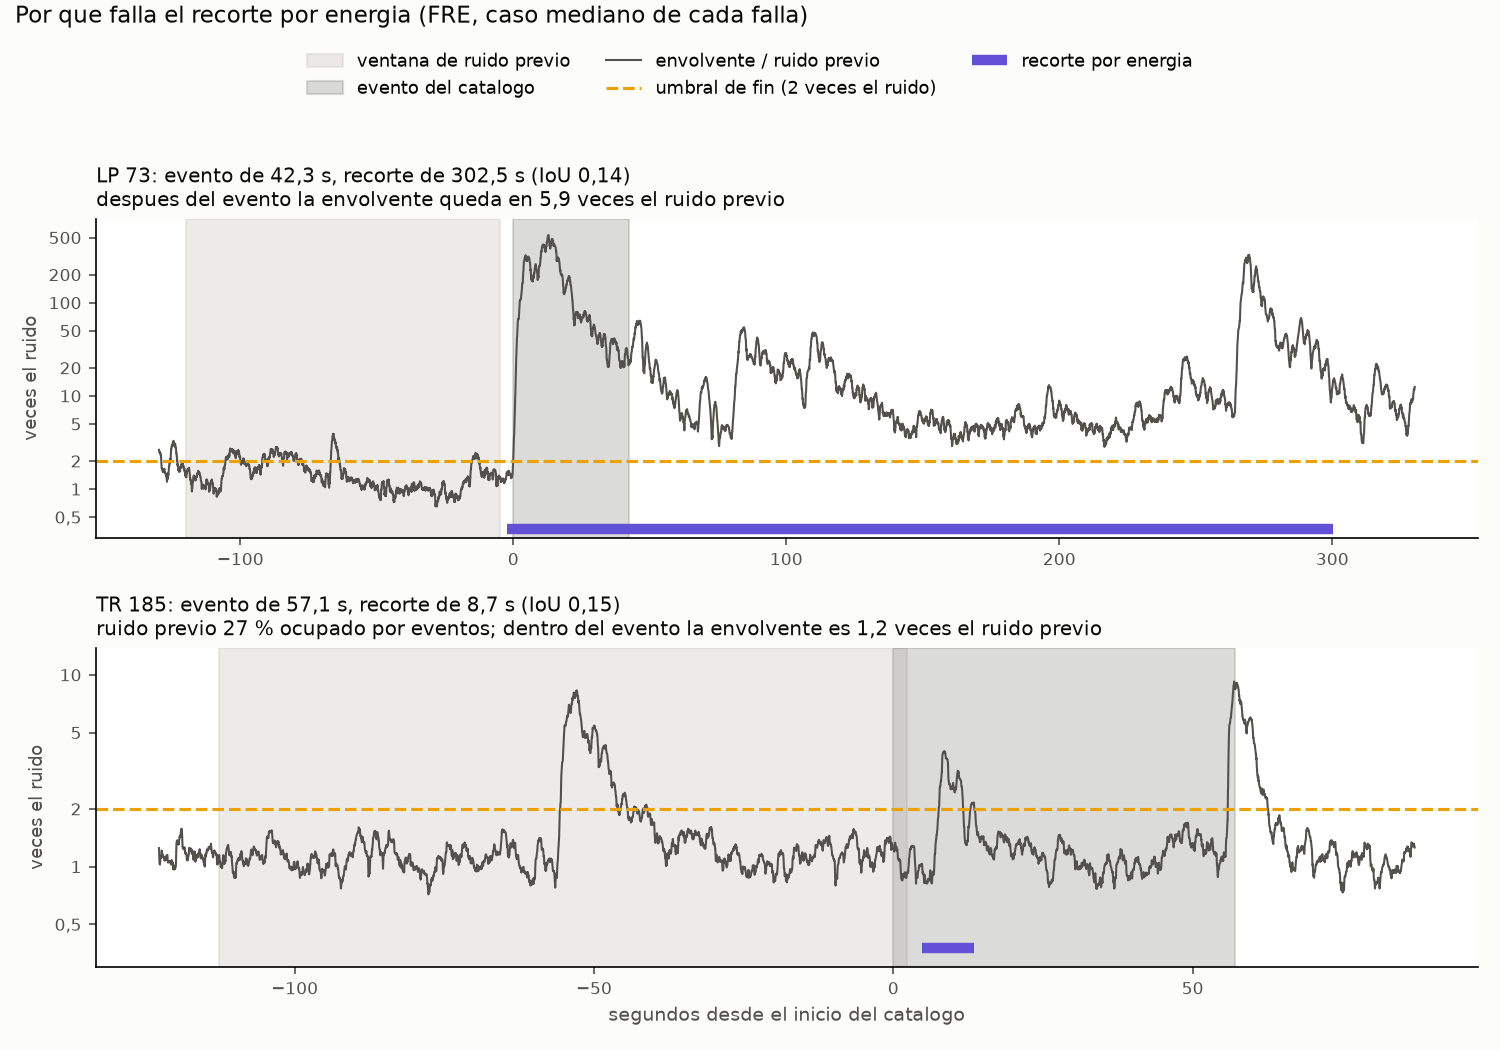 Por que falla el recorte por energia (FRE, caso mediano de cada falla)
ventana de ruido previo
envolvente / ruido previo
recorte por energia
evento del catalogo
umbral de fin (2 veces el ruido)
LP 73: evento de 42,3 s, recorte de 302,5 s (IoU 0,14)
despues del evento la envolvente queda en 5,9 veces el ruido previo
veces el ruido
500
200
100
50
20
10
5
2
1
0,5
−100
0
100
200
300
TR 185: evento de 57,1 s, recorte de 8,7 s (IoU 0,15)
ruido previo 27 % ocupado por eventos; dentro del evento la envolvente es 1,2 veces el ruido previo
veces el ruido
10
5
2
1
0,5
−100
−50
0
50
segundos desde el inicio del catalogo